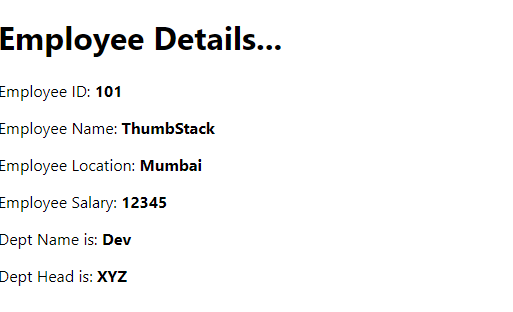 Employee Details...
Employee ID: 101
Employee Name: ThumbStack
Employee Location: Mumbai
Employee Salary: 12345
Dept Name is: Dev
Dept Head is: XYZ